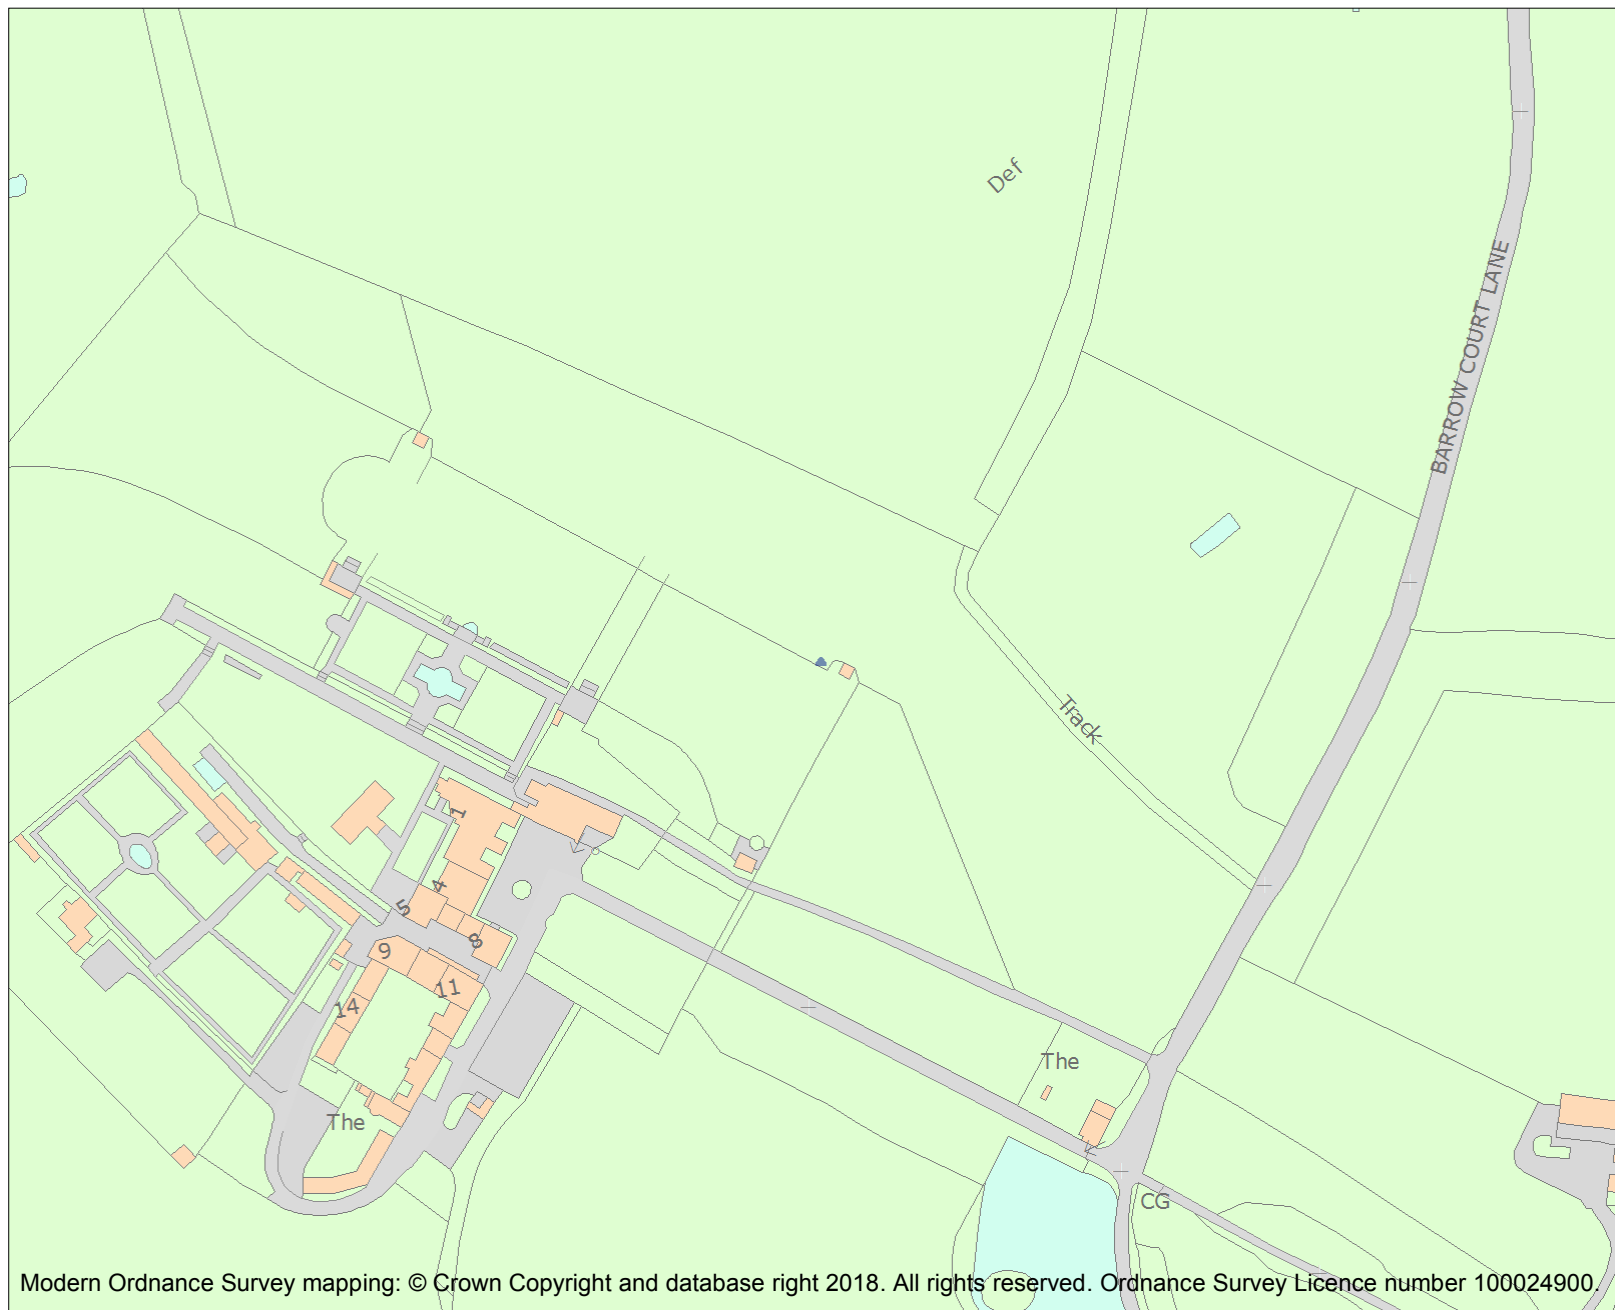 Def
BARROW COURT LANE
Track
1
4
5
8
9
11
14
The
The
CG
Modern Ordnance Survey mapping: © Crown Copyright and database right 2018. All rights reserved. Ordnance Survey Licence number 100024900.